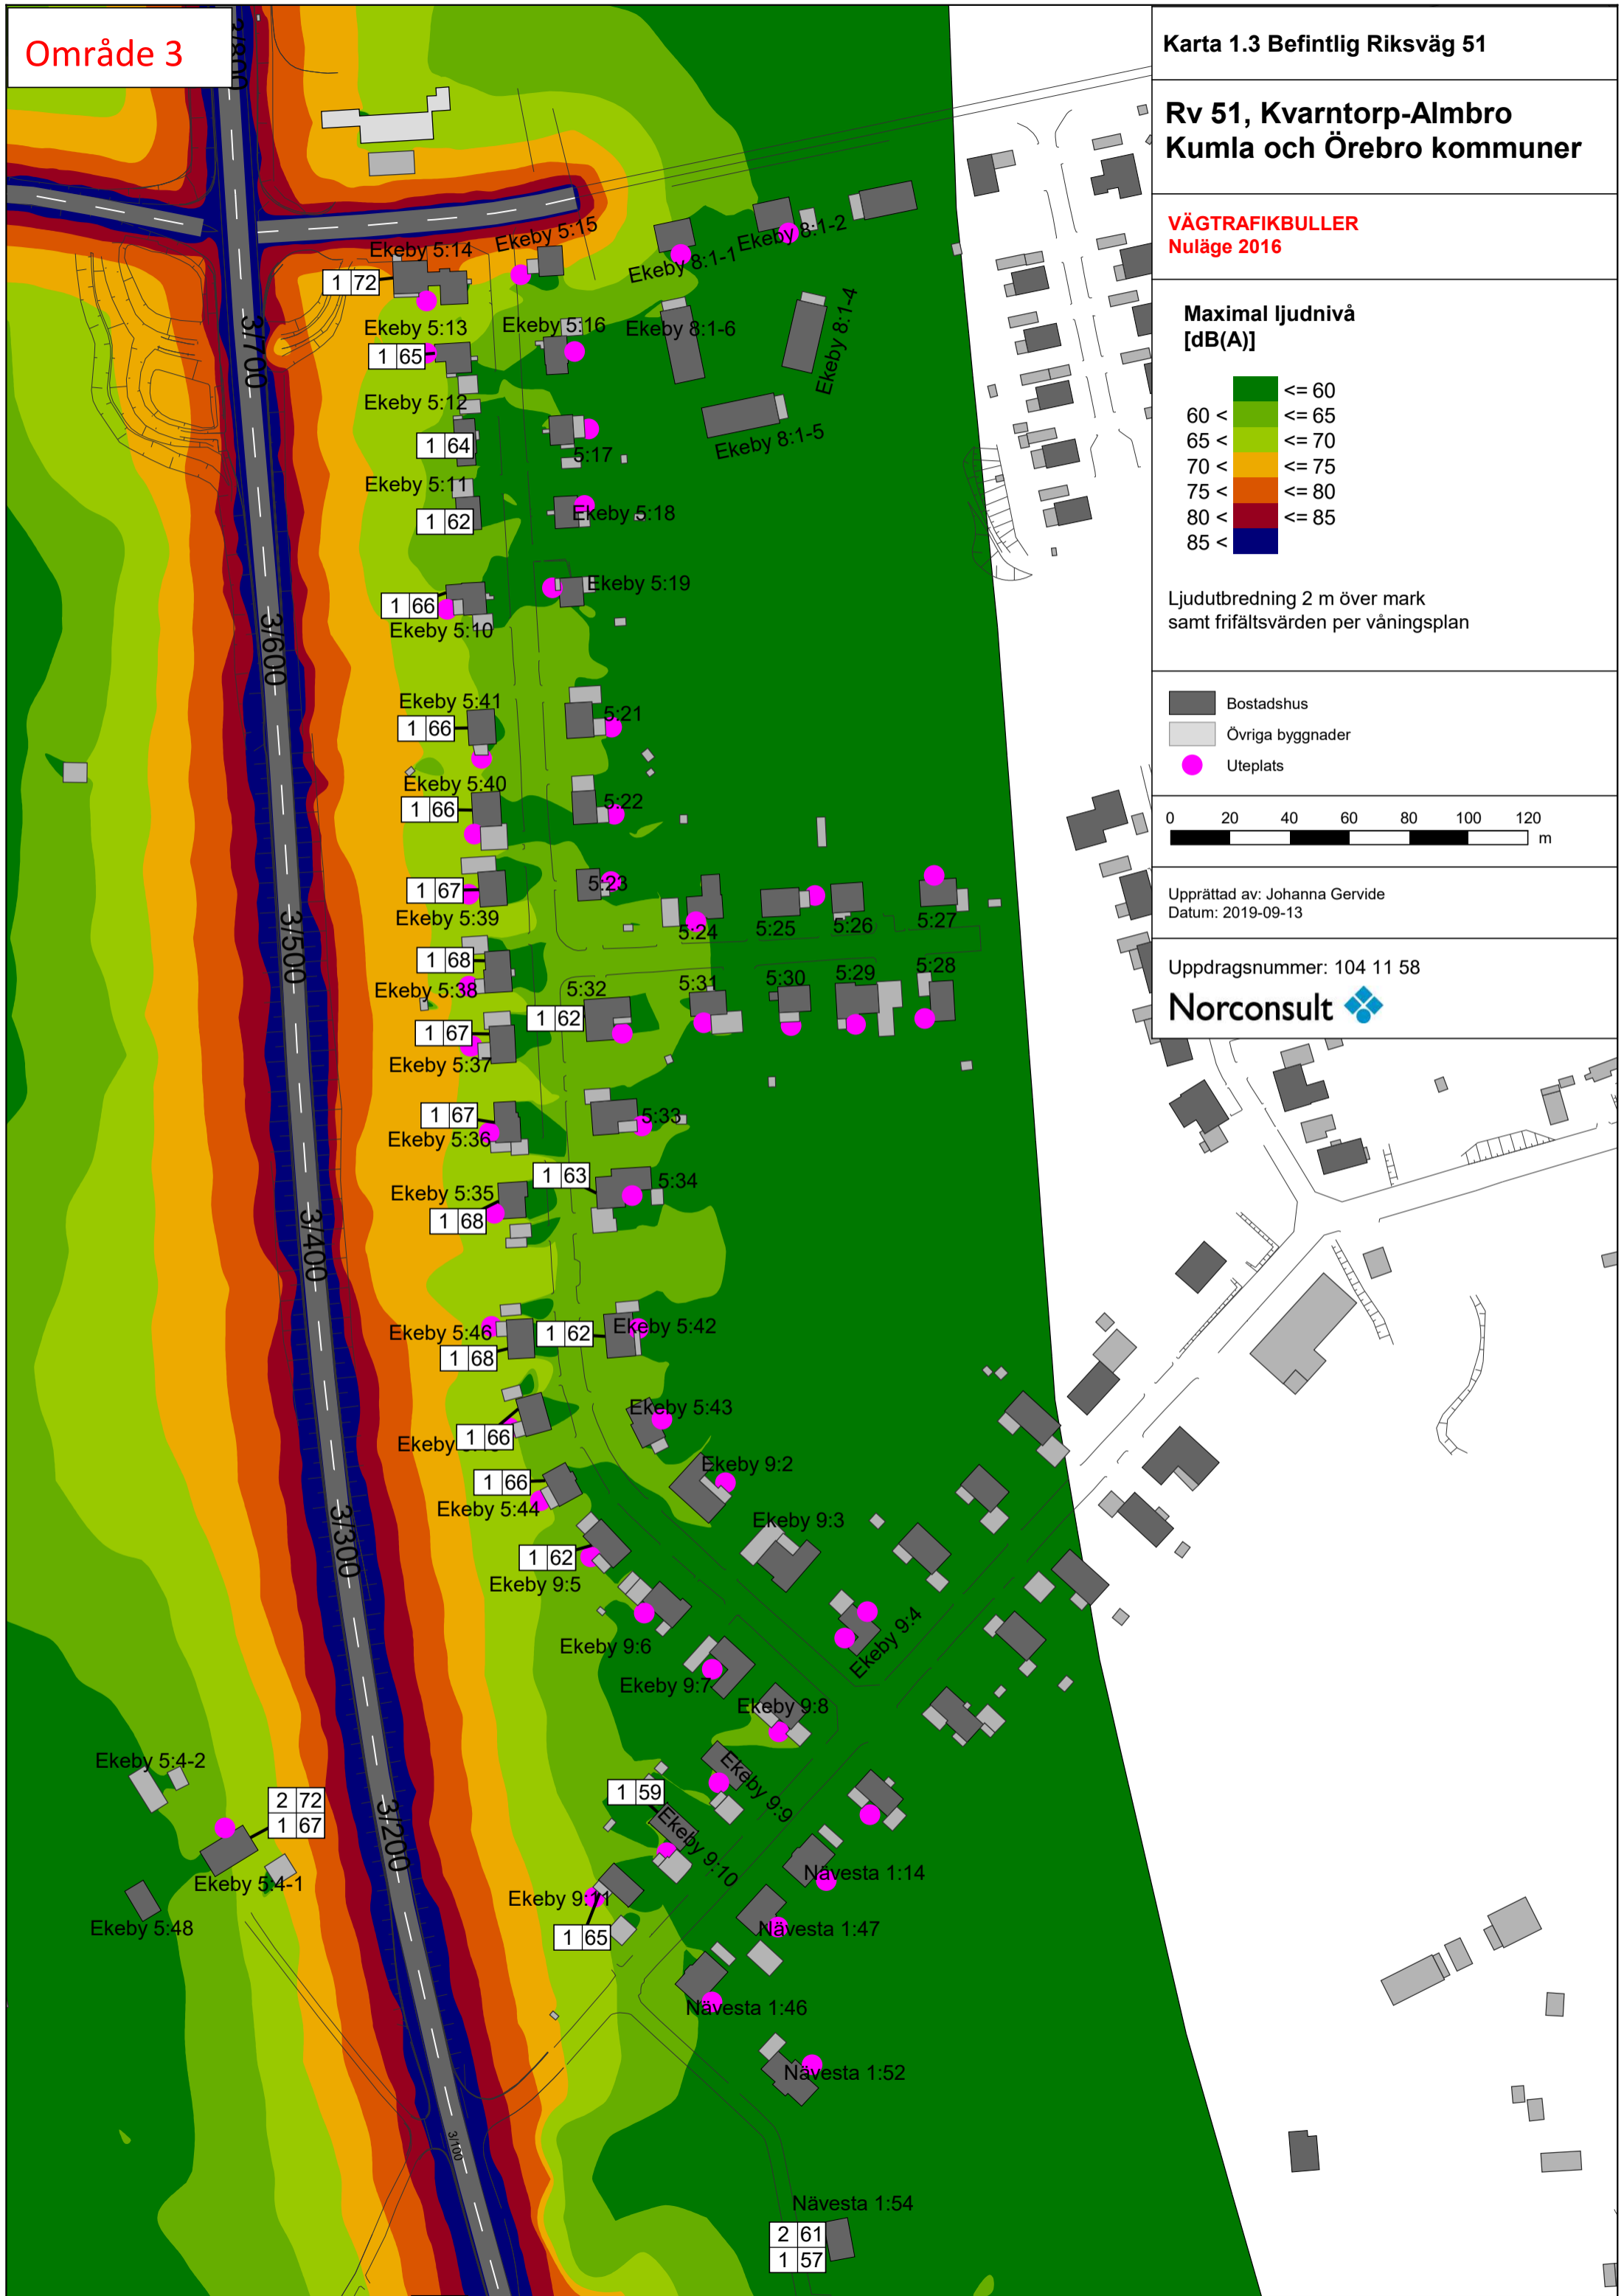 Område 3
Karta 1.3 Befintlig Riksväg 51
Rv 51, Kvarntorp-Almbro
Kumla och Örebro kommuner
VÄGTRAFIKBULLER
Nuläge 2016
Maximal ljudnivå
[dB(A)]
<= 60
60 < <= 65
65 < <= 70
70 < <= 75
75 < <= 80
80 < <= 85
85 <
Ljudutbredning 2 m över mark
samt frifältsvärden per våningsplan
Bostadshus
Övriga byggnader
Uteplats
0 20 40 60 80 100 120
m
Upprättad av: Johanna Gervide
Datum: 2019-09-13
Uppdragsnummer: 104 11 58
Norconsult
3/800
Ekeby 5:14
Ekeby 5:15
Ekeby 8:1-1
Ekeby 8:1-2
1 72
Ekeby 5:13
Ekeby 5:16
Ekeby 8:1-6
Ekeby 8:1-4
3/700
1 65
Ekeby 5:12
1 64
5:17
Ekeby 8:1-5
Ekeby 5:11
1 62
Ekeby 5:18
Ekeby 5:19
1 66
Ekeby 5:10
3/600
Ekeby 5:41
1 66
5:21
Ekeby 5:40
1 66
5:22
1 67
5:23
Ekeby 5:39
5:24
5:25
5:26
5:27
3/500
1 68
Ekeby 5:38
5:32
5:31
5:30
5:29
5:28
1 62
1 67
Ekeby 5:37
1 67
5:33
Ekeby 5:36
1 63
5:34
Ekeby 5:35
1 68
3/400
Ekeby 5:46
1 62
Ekeby 5:42
1 68
Ekeby 5:43
Ekeby
1 66
Ekeby 9:2
1 66
Ekeby 5:44
Ekeby 9:3
3/300
1 62
Ekeby 9:5
Ekeby 9:4
Ekeby 9:6
Ekeby 9:7
Ekeby 9:8
Ekeby 5:4-2
2 72
1 67
1 59
Ekeby 9:9
3/200
Ekeby 9:10
Ekeby 5:4-1
Nävesta 1:14
Ekeby 9:11
Ekeby 5:48
1 65
Nävesta 1:47
Nävesta 1:46
Nävesta 1:52
3/100
Nävesta 1:54
2 61
1 57